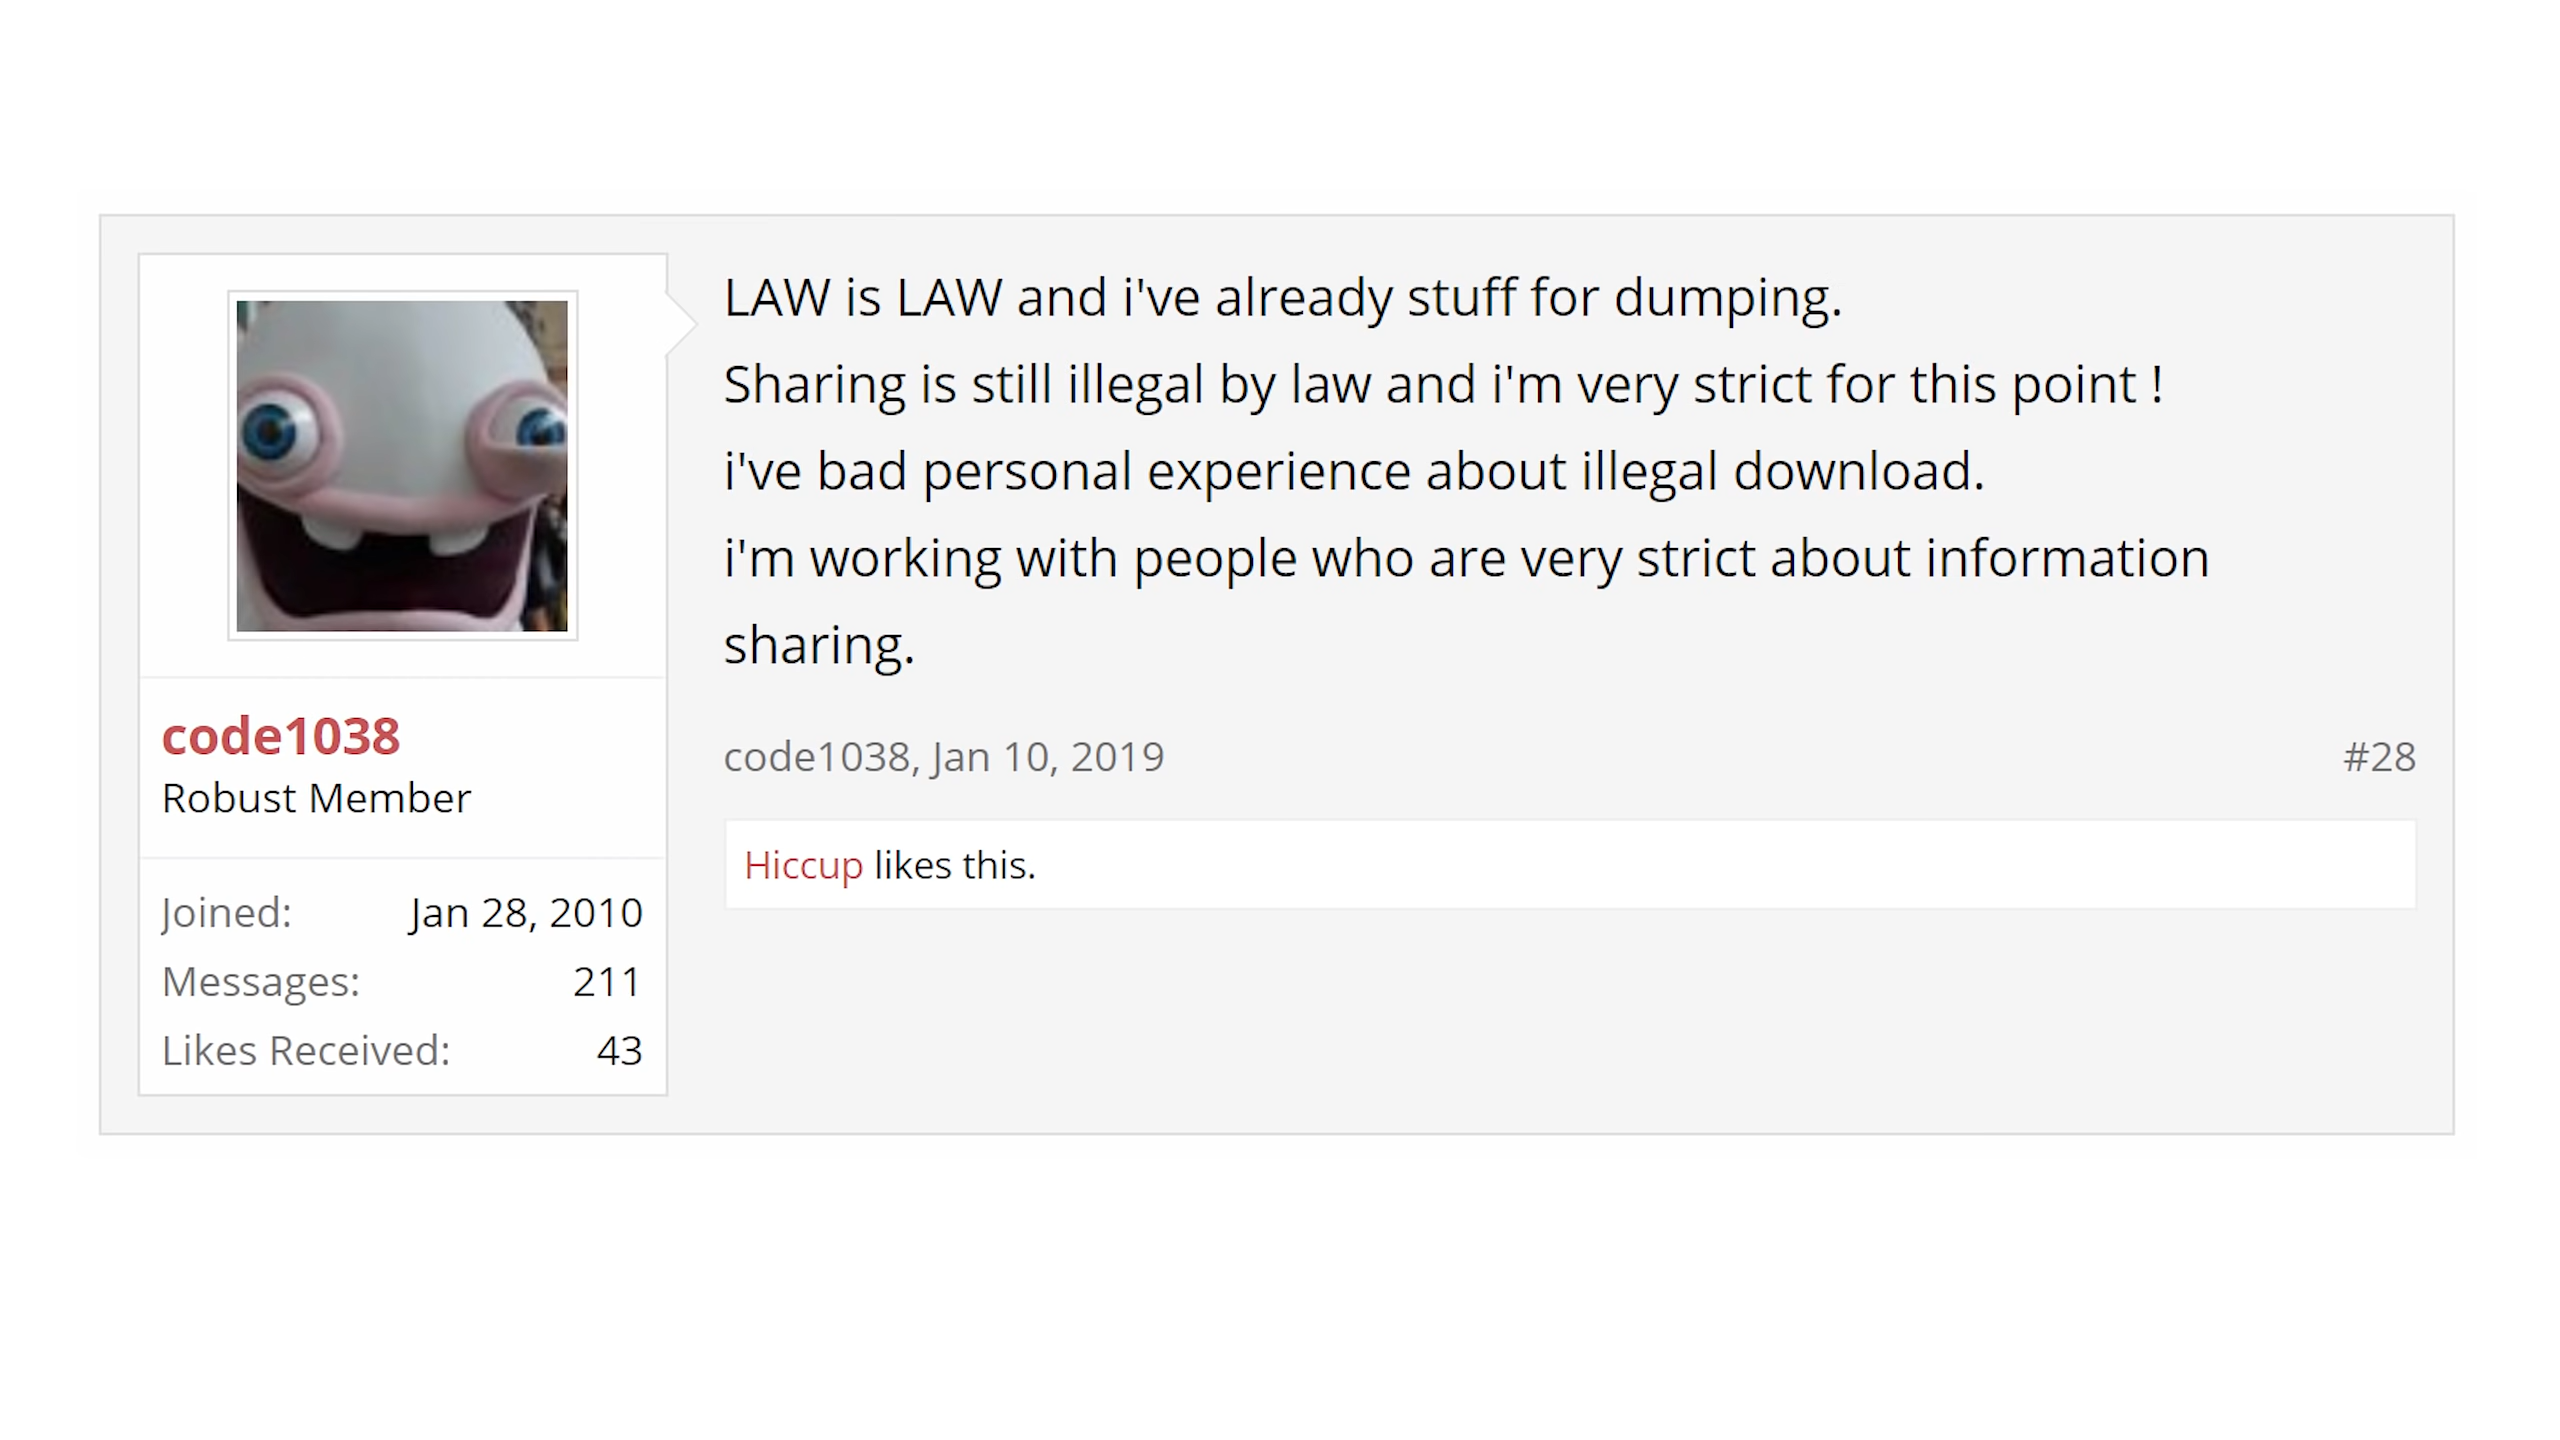 LAW is LAW and i've already stuff for dumping.
Sharing is still illegal by law and i'm very strict for this point !
i've bad personal experience about illegal download.
i'm working with people who are very strict about information
sharing.
code1038, Jan 10, 2019 #28
Hiccup likes this.
code1038
Robust Member
Joined: Jan 28, 2010
Messages: 211
Likes Received: 43